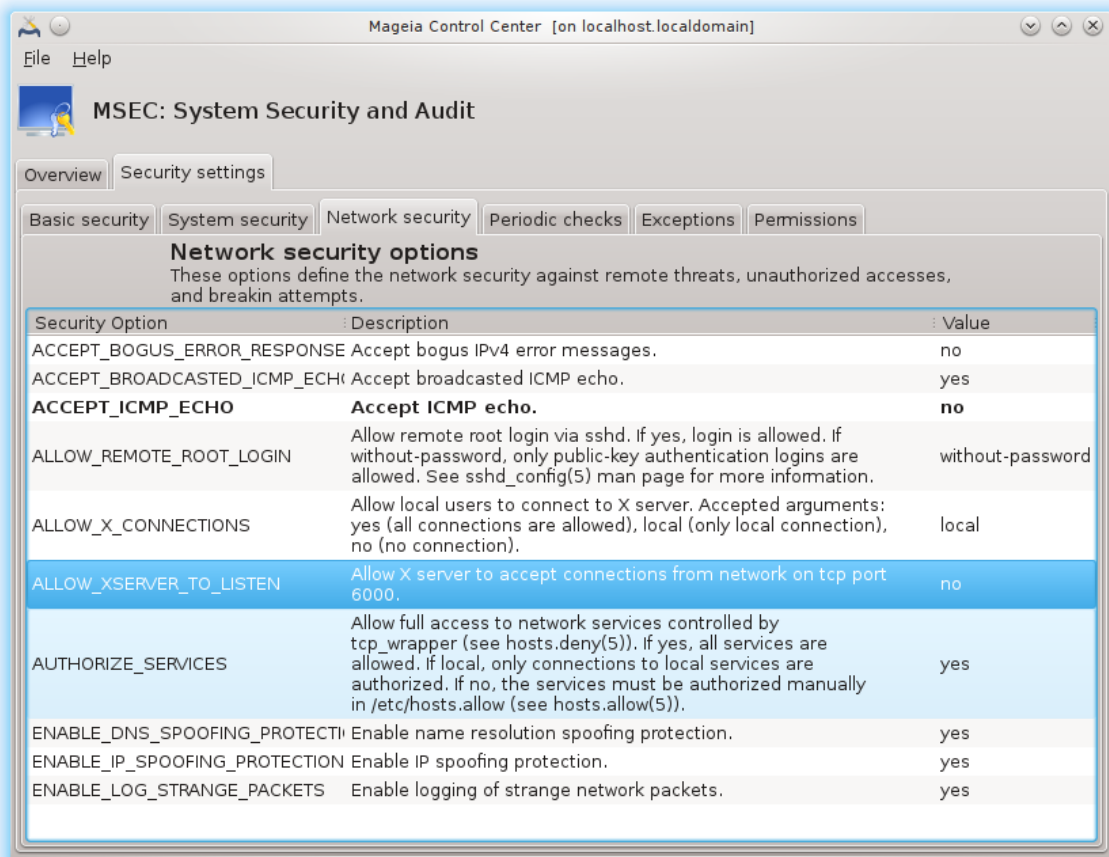 Mageia Control Center [on localhost.localdomain]
File Help
MSEC: System Security and Audit
Overview Security settings
Basic security System security Network security Periodic checks Exceptions Permissions
Network security options
These options define the network security against remote threats, unauthorized accesses,
and breakin attempts.
Security Option Description Value
ACCEPT_BOGUS_ERROR_RESPONSE Accept bogus IPv4 error messages. no
ACCEPT_BROADCASTED_ICMP_ECH Accept broadcasted ICMP echo. yes
ACCEPT_ICMP_ECHO Accept ICMP echo. no
ALLOW_REMOTE_ROOT_LOGIN Allow remote root login via sshd. If yes, login is allowed. If
without-password, only public-key authentication logins are
allowed. See sshd_config(5) man page for more information. without-password
ALLOW_X_CONNECTIONS Allow local users to connect to X server. Accepted arguments:
yes (all connections are allowed), local (only local connection),
no (no connection). local
ALLOW_XSERVER_TO_LISTEN Allow X server to accept connections from network on tcp port
6000. no
AUTHORIZE_SERVICES Allow full access to network services controlled by
tcp_wrapper (see hosts.deny(5)). If yes, all services are
allowed. If local, only connections to local services are
authorized. If no, the services must be authorized manually
in /etc/hosts.allow (see hosts.allow(5)). yes
ENABLE_DNS_SPOOFING_PROTECTI Enable name resolution spoofing protection. yes
ENABLE_IP_SPOOFING_PROTECTION Enable IP spoofing protection. yes
ENABLE_LOG_STRANGE_PACKETS Enable logging of strange network packets. yes